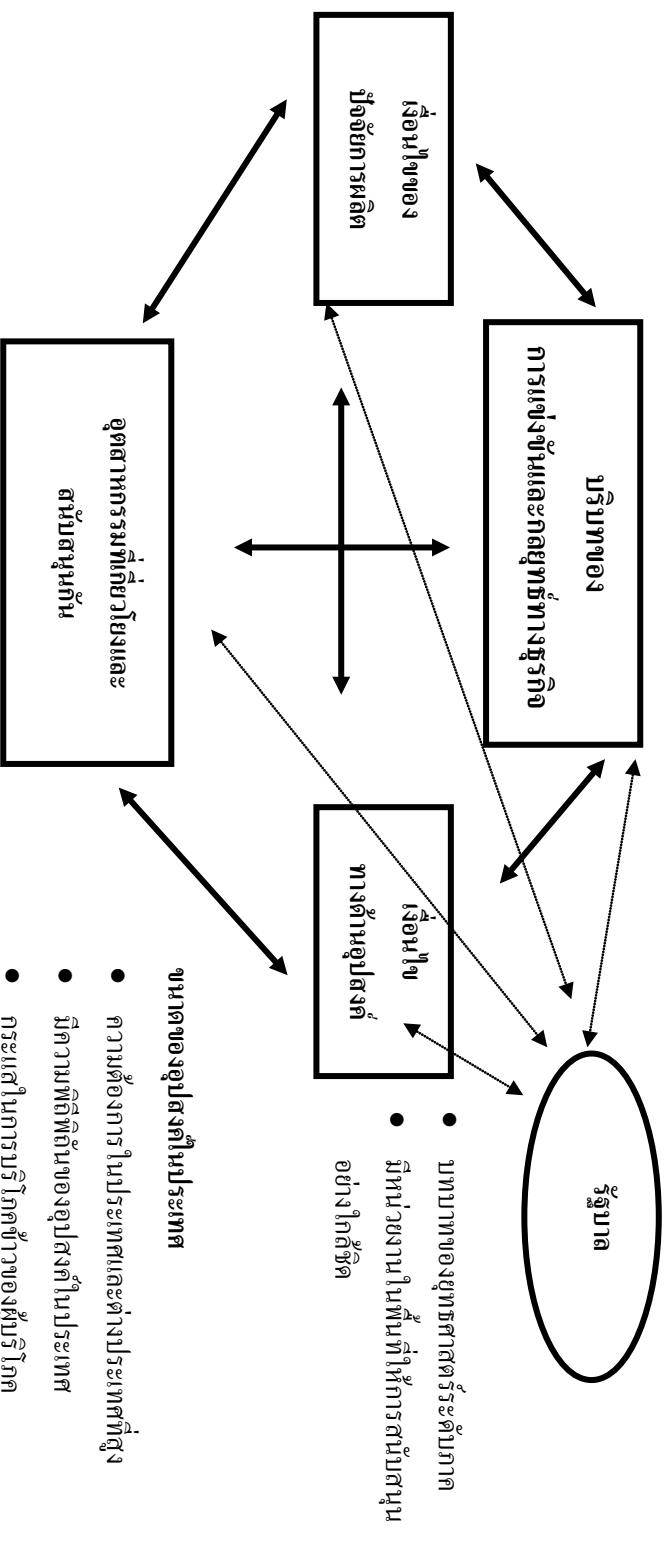 บริบทของ
การแข่งขันและกลยุทธ์ทางธุรกิจ
รัฐบาล
เงื่อนไขของ
ปัจจัยการผลิต
เงื่อนไข
ทางด้านอุปสงค์
● บทบาทของยุทธศาสตร์ระดับภาค
● มีหน่วยงานในพื้นที่ให้การสนับสนุน
อย่างใกล้ชิด
อุตสาหกรรมที่เกี่ยวโยงและ
สนับสนุนกัน
ขนาดของอุปสงค์ในประเทศ
● ความต้องการในประเทศและต่างประเทศที่สูง
● มีความพิถีพิถันของอุปสงค์ในประเทศ
● กระแสในการบริโภคข้าวของผู้บริโภค